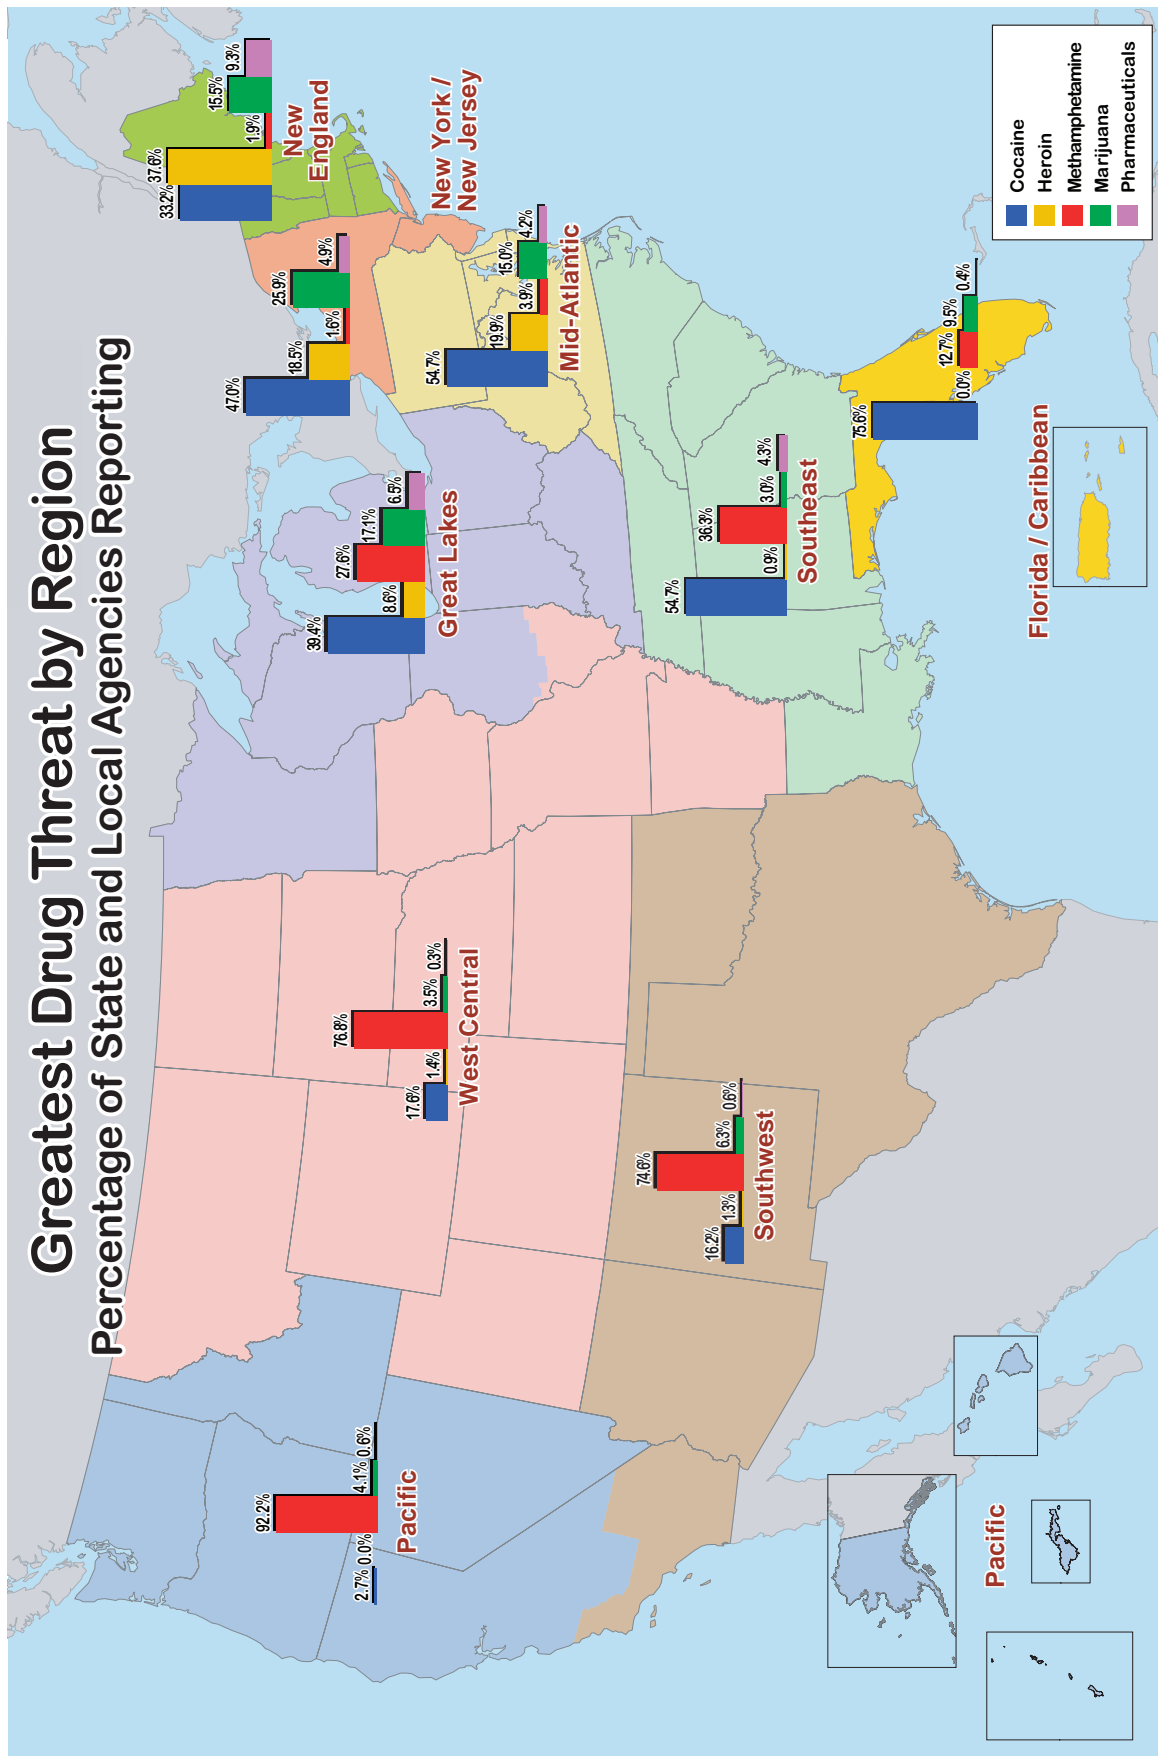 Greatest Drug Threat by Region
Percentage of State and Local Agencies Reporting
92.2%
2.7%
0.0%
4.1%
0.6%
Pacific
17.6%
1.4%
76.8%
3.5%
0.3%
West Central
16.2%
1.3%
74.6%
6.3%
0.6%
Southwest
39.4%
8.6%
27.6%
17.1%
6.5%
Great Lakes
54.7%
0.9%
36.3%
3.0%
4.3%
Southeast
47.0%
18.5%
1.6%
25.9%
4.9%
New York /
New Jersey
33.2%
37.6%
1.9%
15.5%
9.3%
New
England
54.7%
19.9%
3.9%
15.0%
4.2%
Mid-Atlantic
75.6%
0.0%
12.7%
9.5%
0.4%
Florida / Caribbean
Pacific
Cocaine
Heroin
Methamphetamine
Marijuana
Pharmaceuticals